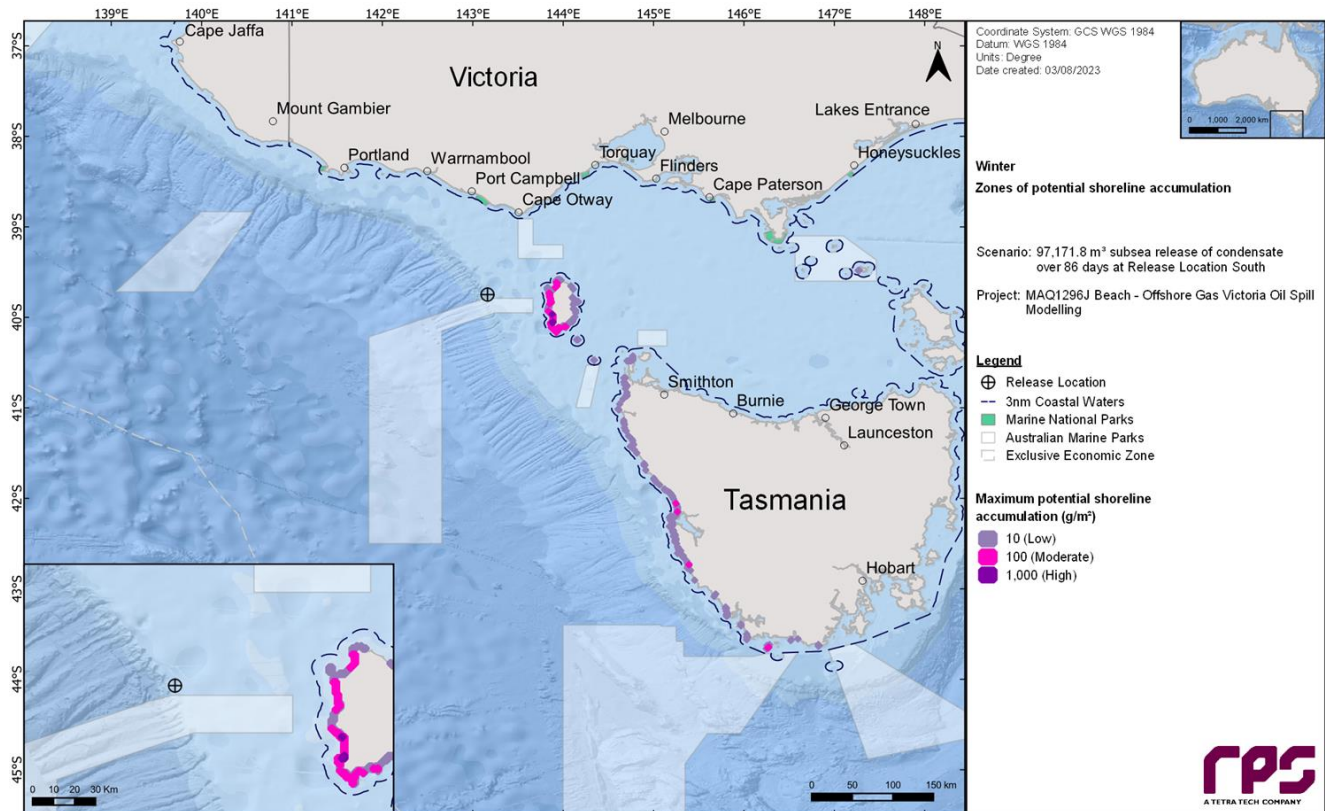 139°E 140°E 141°E 142°E 143°E 144°E 145°E 146°E 147°E 148°E
37°S
38°S
39°S
40°S
41°S
42°S
43°S
44°S
45°S
Cape Jaffa
Victoria
Mount Gambier
Melbourne
Lakes Entrance
Portland
Warrnambool
Torquay
Flinders
Honeysuckles
Port Campbell
Cape Paterson
Cape Otway
Smithton
Burnie
George Town
Launceston
Tasmania
Hobart
N
0 10 20 30 Km
0 50 100 150 km
Coordinate System: GCS WGS 1984
Datum: WGS 1984
Units: Degree
Date created: 03/08/2023
0 1,000 2,000 km
Winter
Zones of potential shoreline accumulation
Scenario: 97,171.8 m³ subsea release of condensate
over 86 days at Release Location South
Project: MAQ1296J Beach - Offshore Gas Victoria Oil Spill
Modelling
Legend
Release Location
3nm Coastal Waters
Marine National Parks
Australian Marine Parks
Exclusive Economic Zone
Maximum potential shoreline
accumulation (g/m²)
10 (Low)
100 (Moderate)
1,000 (High)
rps
A TETRA TECH COMPANY